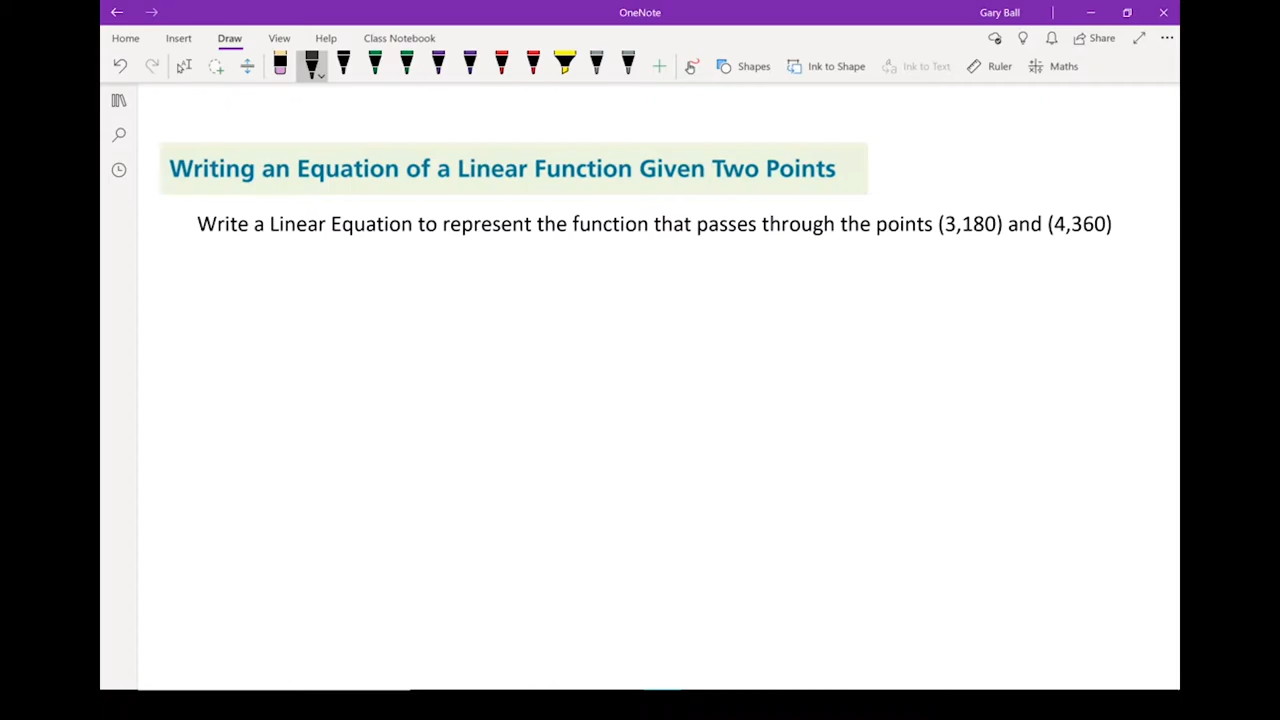 OneNote
Gary Ball
Home Insert Draw View Help Class Notebook
Share
Shapes Ink to Shape Ink to Text Ruler Maths
Writing an Equation of a Linear Function Given Two Points
Write a Linear Equation to represent the function that passes through the points (3,180) and (4,360)